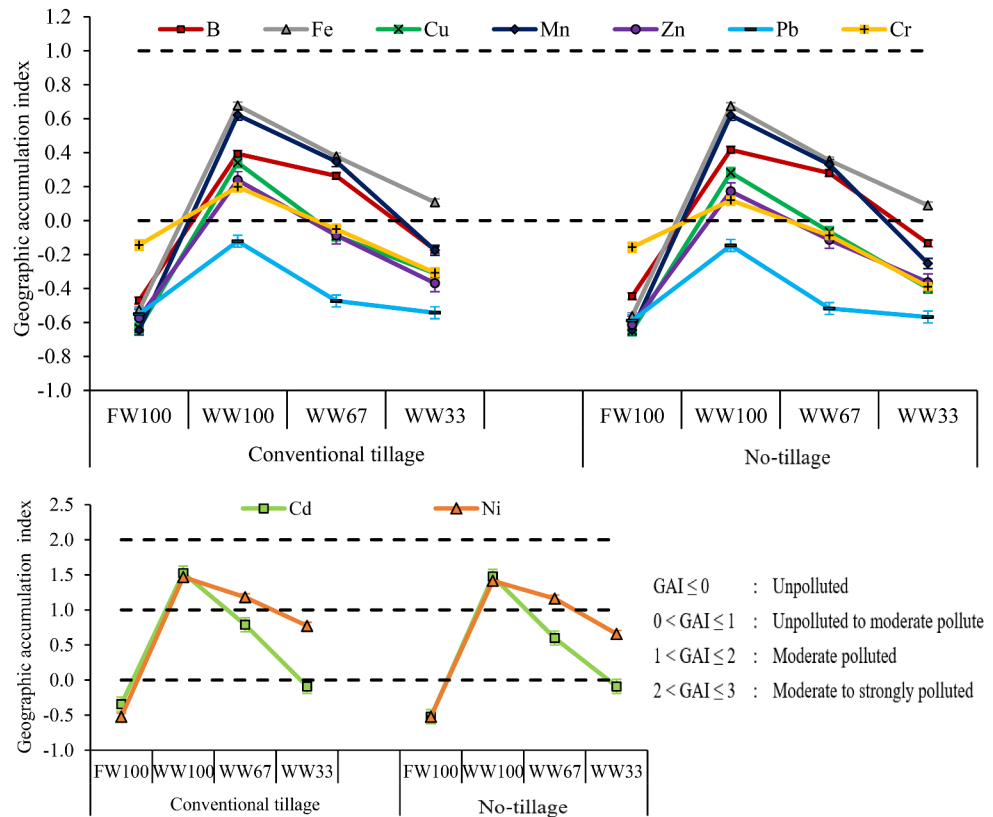 B Fe Cu Mn Zn Pb Cr
Geographic accumulation index
1.2
1.0
0.8
0.6
0.4
0.2
0.0
-0.2
-0.4
-0.6
-0.8
-1.0
FW100 WW100 WW67 WW33 FW100 WW100 WW67 WW33
Conventional tillage No-tillage
Cd Ni
Geographic accumulation index
2.5
2.0
1.5
1.0
0.5
0.0
-0.5
-1.0
FW100 WW100 WW67 WW33 FW100 WW100 WW67 WW33
Conventional tillage No-tillage
GAI ≤ 0 : Unpolluted
0 < GAI ≤ 1 : Unpolluted to moderate pollute
1 < GAI ≤ 2 : Moderate polluted
2 < GAI ≤ 3 : Moderate to strongly polluted